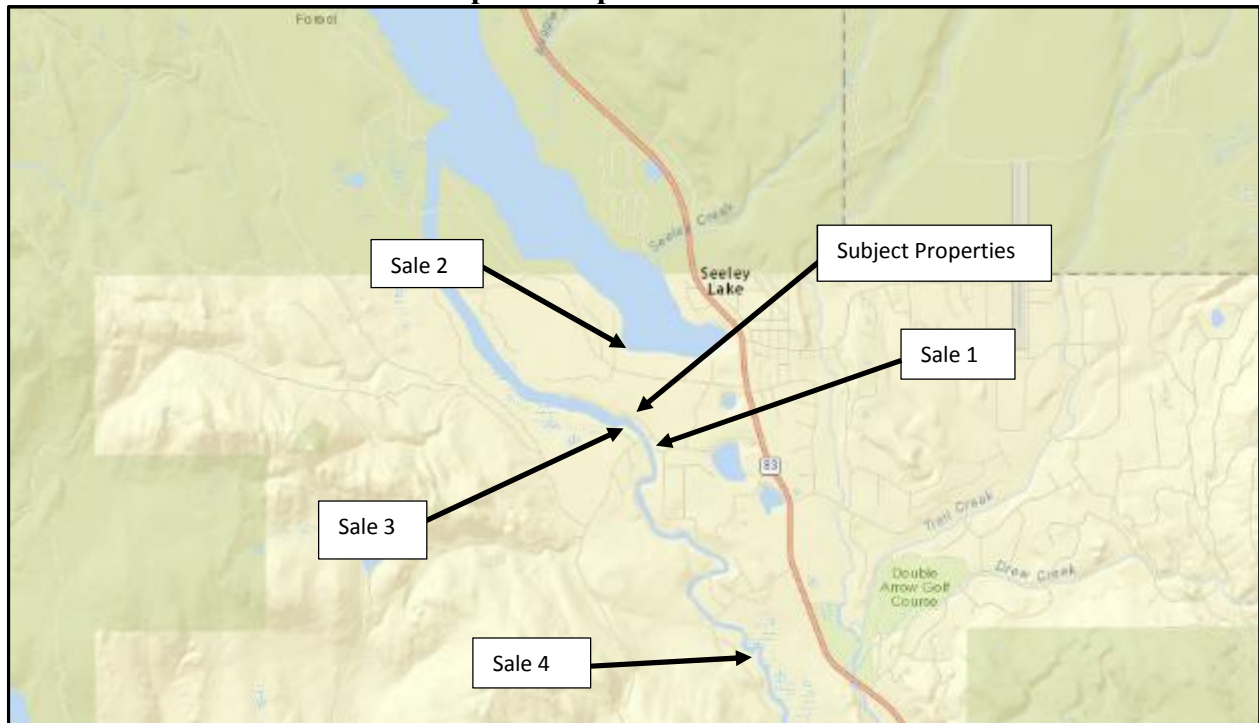 Forest
Seeley Creek
Sale 2
Subject Properties
Seeley
Lake
Sale 1
83
Sale 3
Trail Creek
Drew Creek
Double
Arrow Golf
Course
Sale 4